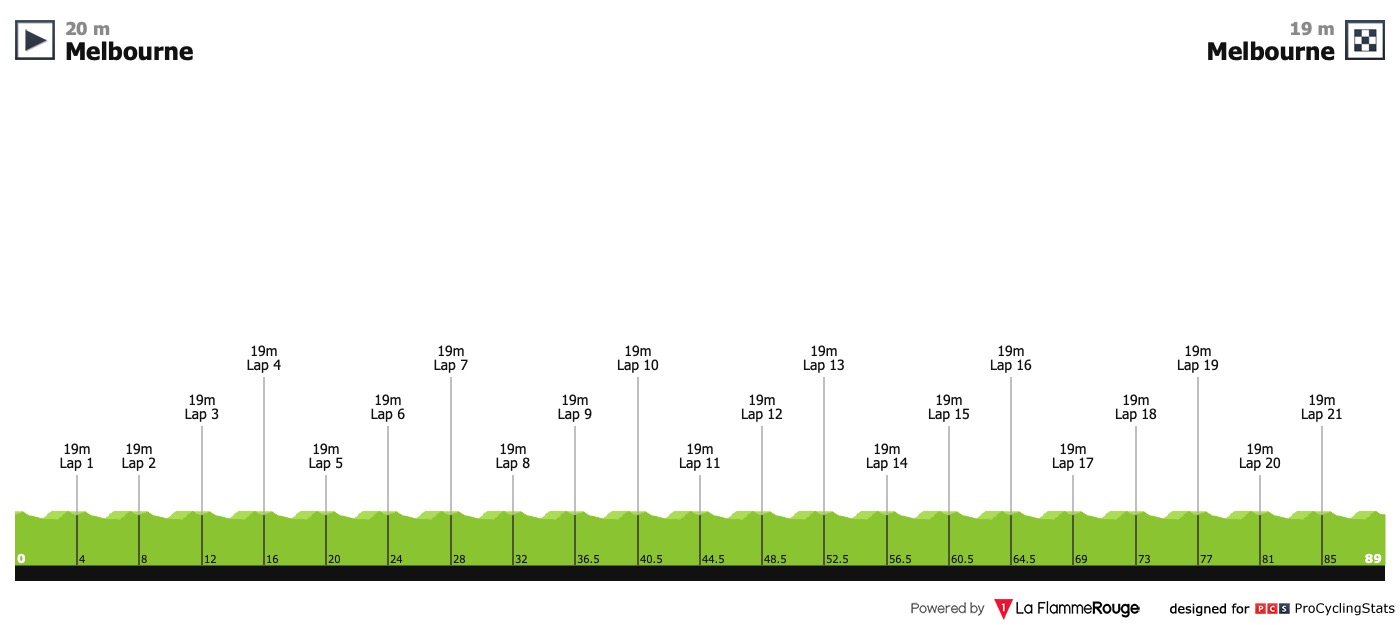 20 m
Melbourne
19 m
Melbourne
19m
Lap 4
19m
Lap 7
19m
Lap 10
19m
Lap 13
19m
Lap 16
19m
Lap 19
19m
Lap 3
19m
Lap 6
19m
Lap 9
19m
Lap 12
19m
Lap 15
19m
Lap 18
19m
Lap 21
19m
Lap 1
19m
Lap 2
19m
Lap 5
19m
Lap 8
19m
Lap 11
19m
Lap 14
19m
Lap 17
19m
Lap 20
0 4 8 12 16 20 24 28 32 36.5 40.5 44.5 48.5 52.5 56.5 60.5 64.5 69 73 77 81 85 89
Powered by 1 La FlammeRouge designed for PCS ProCyclingStats